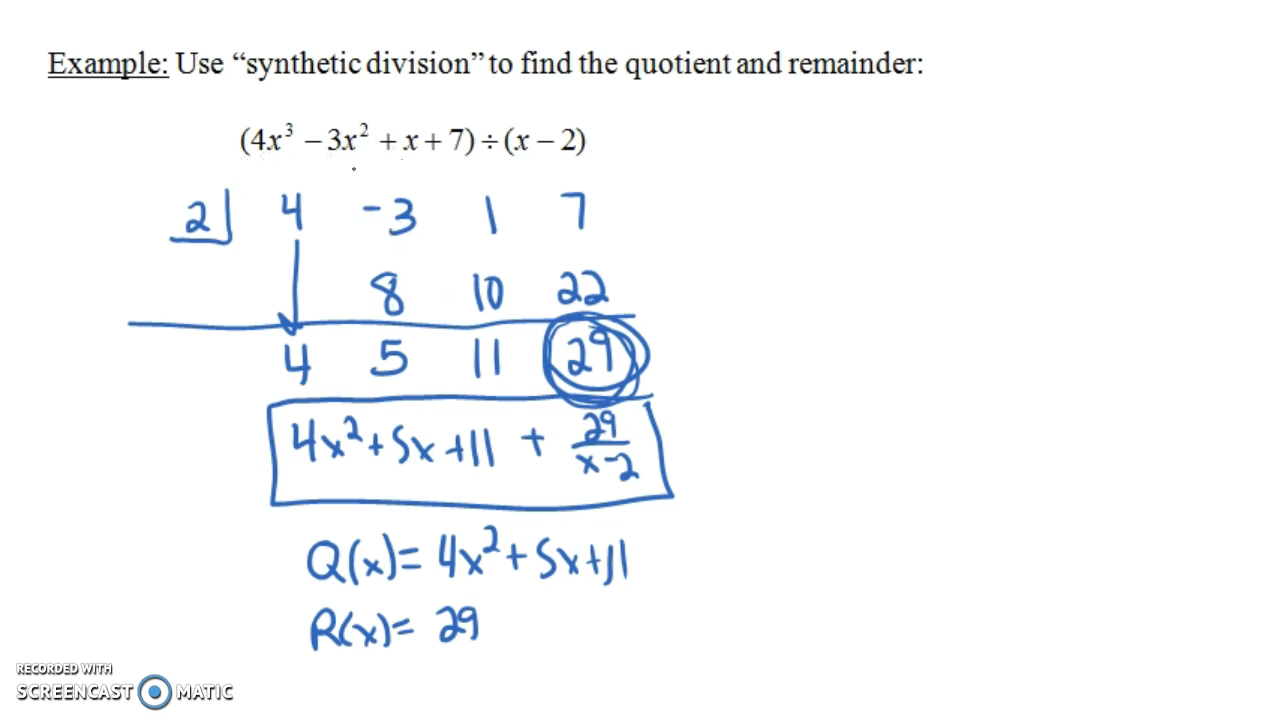 Example: Use “synthetic division” to find the quotient and remainder:
(4x³ − 3x² + x + 7) ÷ (x − 2)
2 4 -3 1 7
8 10 22
4 5 11 29
4x² + 5x + 11 + 29/(x-2)
Q(x) = 4x² + 5x + 11
R(x) = 29
RECORDED WITH
SCREENCAST MATIC